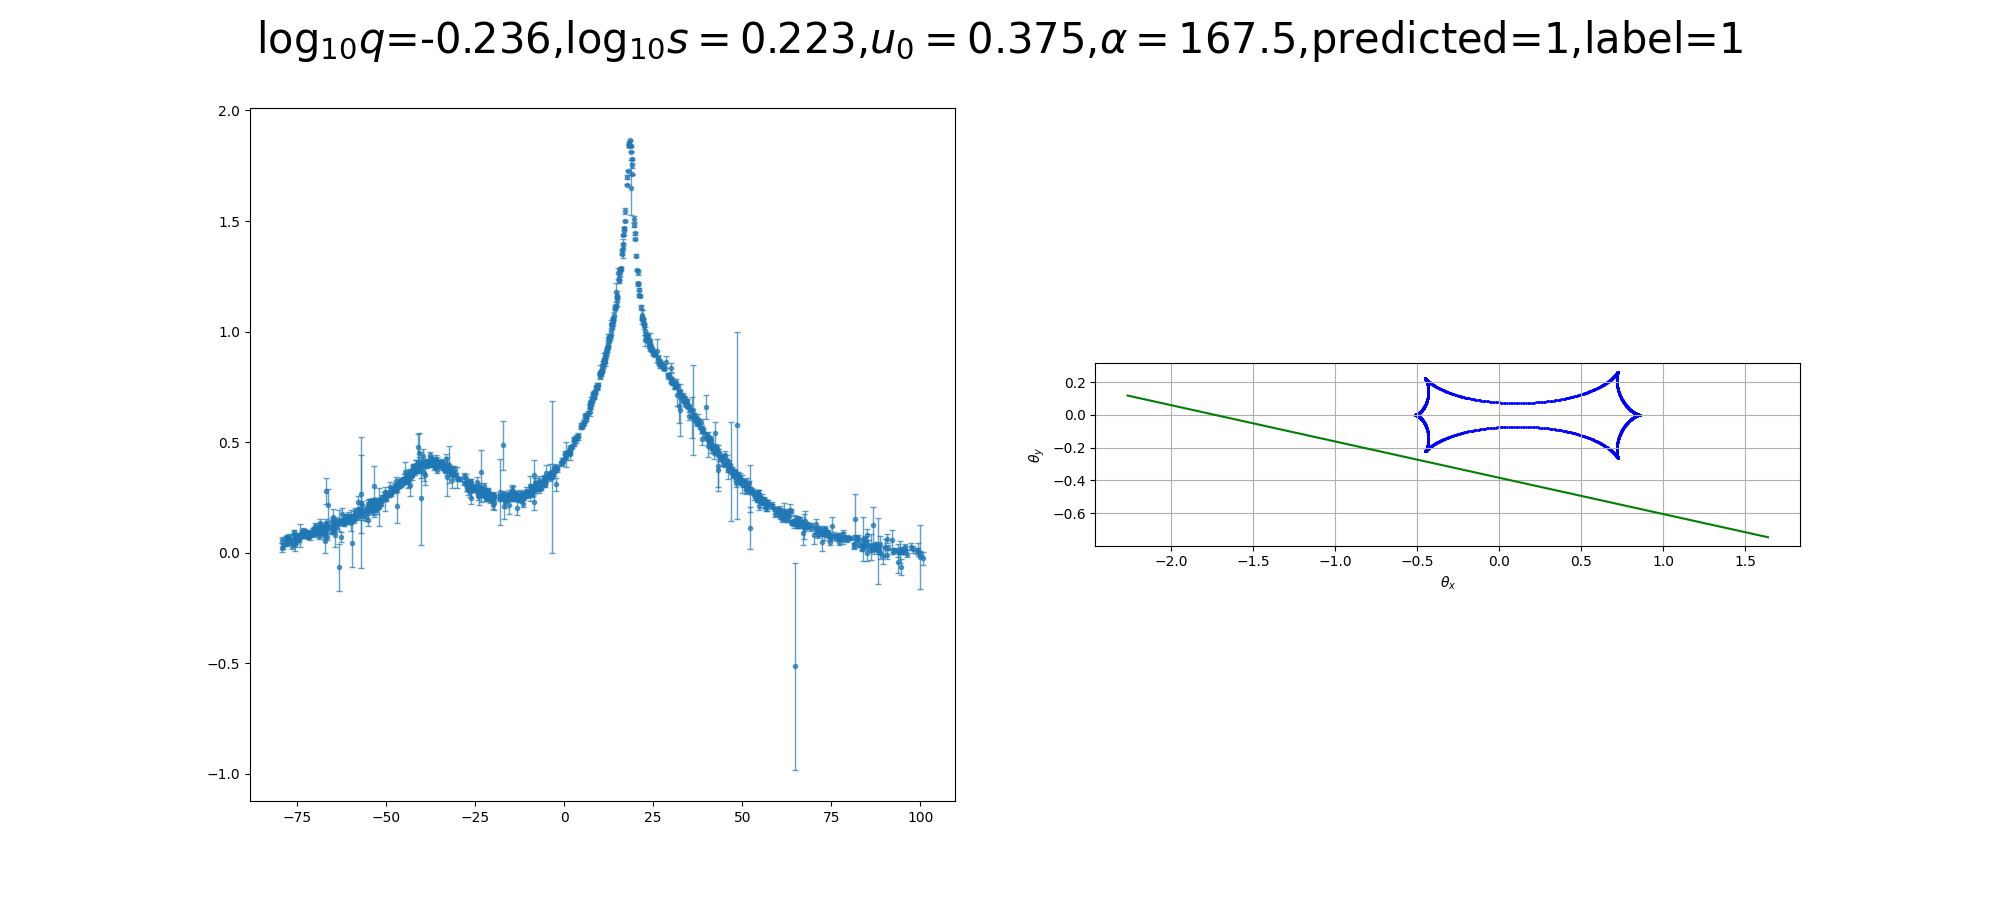 log₁₀q=-0.236,log₁₀s = 0.223,u₀ = 0.375,α = 167.5,predicted=1,label=1
2.0
1.5
1.0
0.5
0.0
−0.5
−1.0
−75 −50 −25 0 25 50 75 100
0.2
0.0
−0.2
−0.4
−0.6
θy
−2.0 −1.5 −1.0 −0.5 0.0 0.5 1.0 1.5
θx